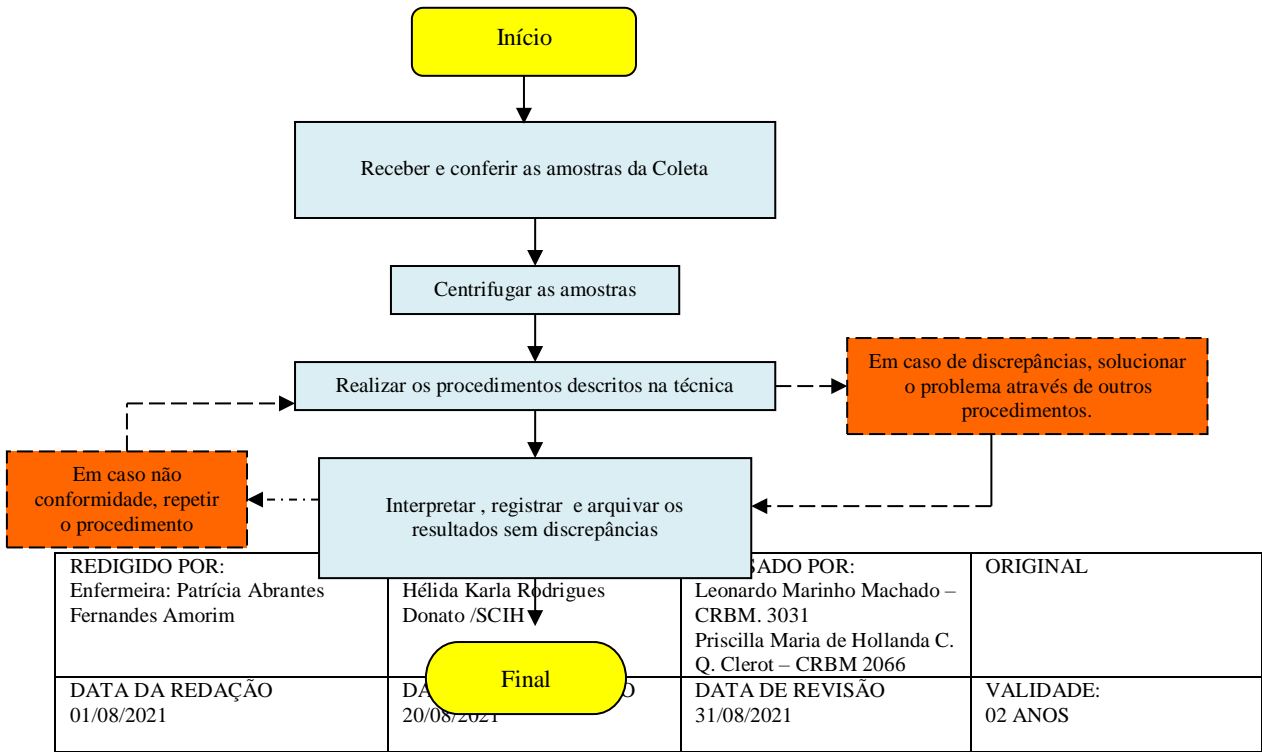 Início
Receber e conferir as amostras da Coleta
Centrifugar as amostras
Realizar os procedimentos descritos na técnica
Em caso de discrepâncias, solucionar
o problema através de outros
procedimentos.
Em caso não
conformidade, repetir
o procedimento
Interpretar , registrar  e arquivar os
resultados sem discrepâncias
REDIGIDO POR:
Enfermeira: Patrícia Abrantes
Fernandes Amorim
Hélida Karla Rodrigues
Donato /SCIH
SADO POR:
Leonardo Marinho Machado –
CRBM. 3031
Priscilla Maria de Hollanda C.
Q. Clerot – CRBM 2066
ORIGINAL
Final
DATA DA REDAÇÃO
01/08/2021
20/08/2021
DATA DE REVISÃO
31/08/2021
VALIDADE:
02 ANOS